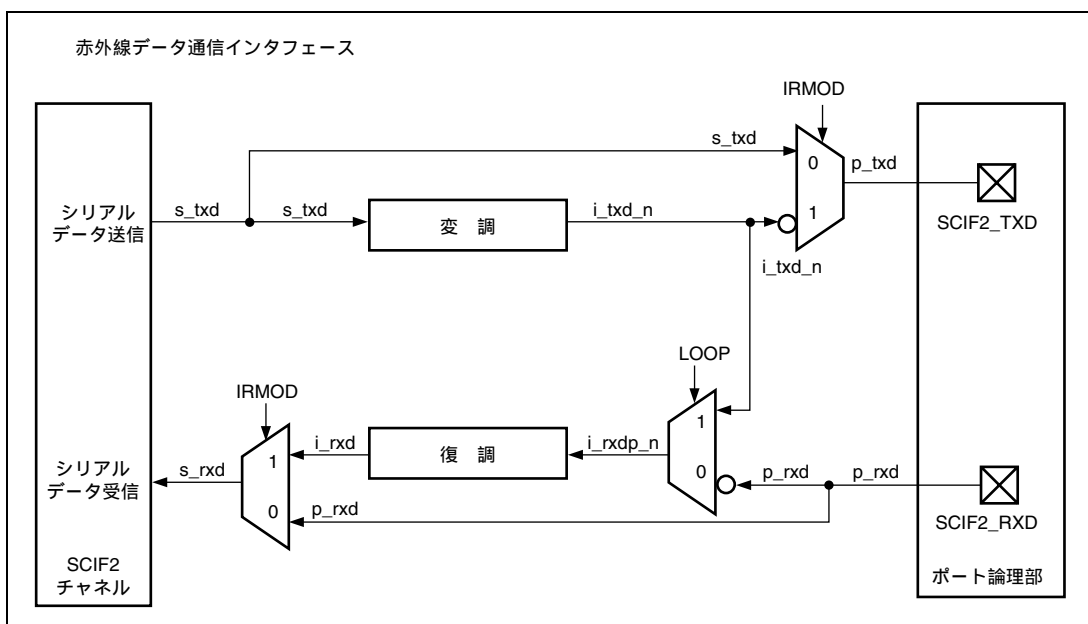 赤外線データ通信インタフェース
IRMOD
s_txd
0
p_txd
シリアル
データ送信
s_txd
s_txd
変 調
i_txd_n
1
SCIF2_TXD
i_txd_n
LOOP
IRMOD
1
i_rxd
復 調
i_rxdp_n
1
シリアル
データ受信
s_rxd
0
p_rxd
p_rxd
0
p_rxd
SCIF2_RXD
SCIF2
チャネル
ポート論理部